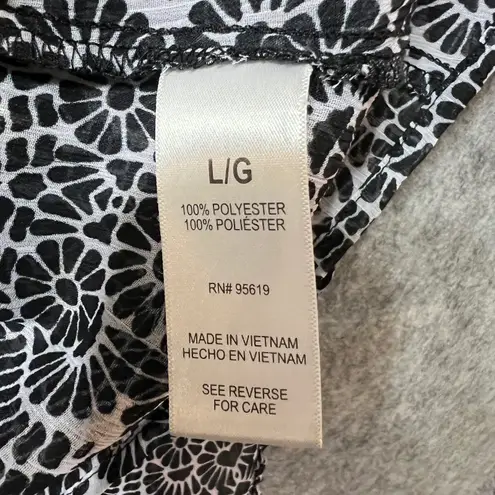 L/G
100% POLYESTER
100% POLIÉSTER
RN# 95619
MADE IN VIETNAM
HECHO EN VIETNAM
SEE REVERSE
FOR CARE